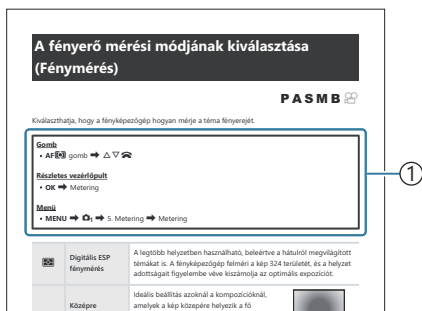 A fényerő mérési módjának kiválasztása
(Fénymérés)
PASMB
Kiválaszthatja, hogy a fényképezőgép hogyan mérje a téma fényerejét.
Gomb
• AF gomb ➡ △▽
Részletes vezérlőpult
• OK ➡ Metering
Menü
• MENU ➡ 1 ➡ 5. Metering ➡ Metering
①
Digitális ESP
fénymérés
A legtöbb helyzetben használható, beleértve a hátulról megvilágított
témákat is. A fényképezőgép felméri a kép 324 területét, és a helyzet
adottságait figyelembe véve kiszámolja az optimális expozíciót.
Középre
Ideális beállítás azoknál a kompozícióknál,
amelyek a kép közepére helyezik a fő